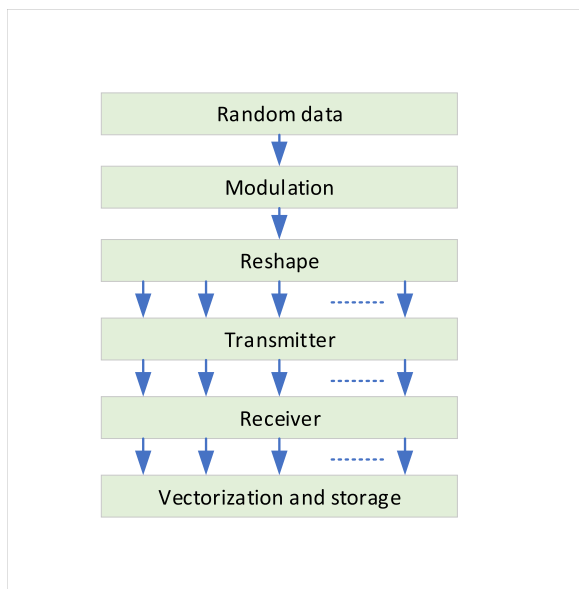 Random data
Modulation
Reshape
Transmitter
Receiver
Vectorization and storage